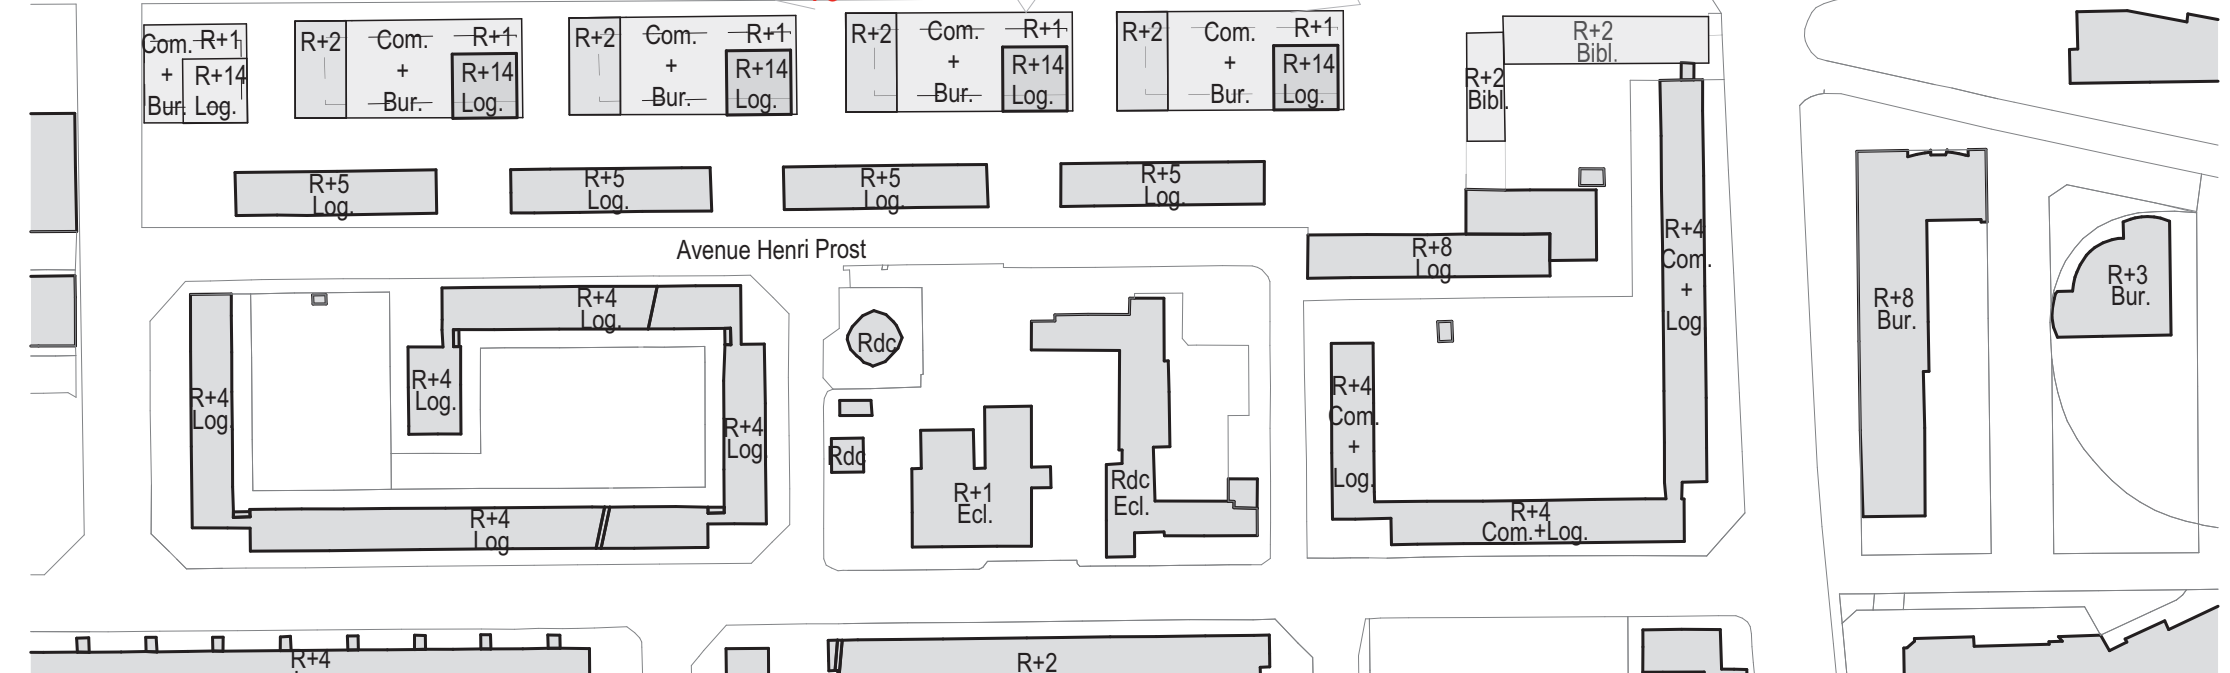 Com.
+
Bur.
R+1
R+14
Log.
R+2
Com.
+
Bur.
R+1
R+14
Log.
R+2
Com.
+
Bur.
R+1
R+14
Log.
R+2
Com.
+
Bur.
R+1
R+14
Log.
R+2
Com.
+
Bur.
R+1
R+14
Log.
R+2
Bibl.
R+2
Bibl.
R+5
Log.
R+5
Log.
R+5
Log.
R+5
Log.
Avenue Henri Prost
R+8
Log
R+4
Com.
+
Log
R+8
Bur.
R+3
Bur.
R+4
Log.
R+4
Log.
R+4
Log
R+4
Log
R+4
Log
Rdc
Rdc
R+1
Ecl.
Rdc
Ecl.
R+4
Com.
+
Log.
R+4
Com.+Log.
R+4
R+2